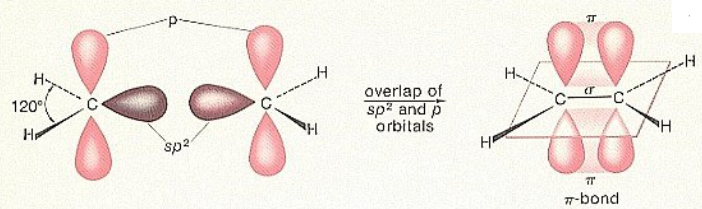 p
H
H
120°
C
C
H
H
sp²
overlap of
sp² and p
orbitals
π
H
H
σ
C
C
H
H
π
π-bond